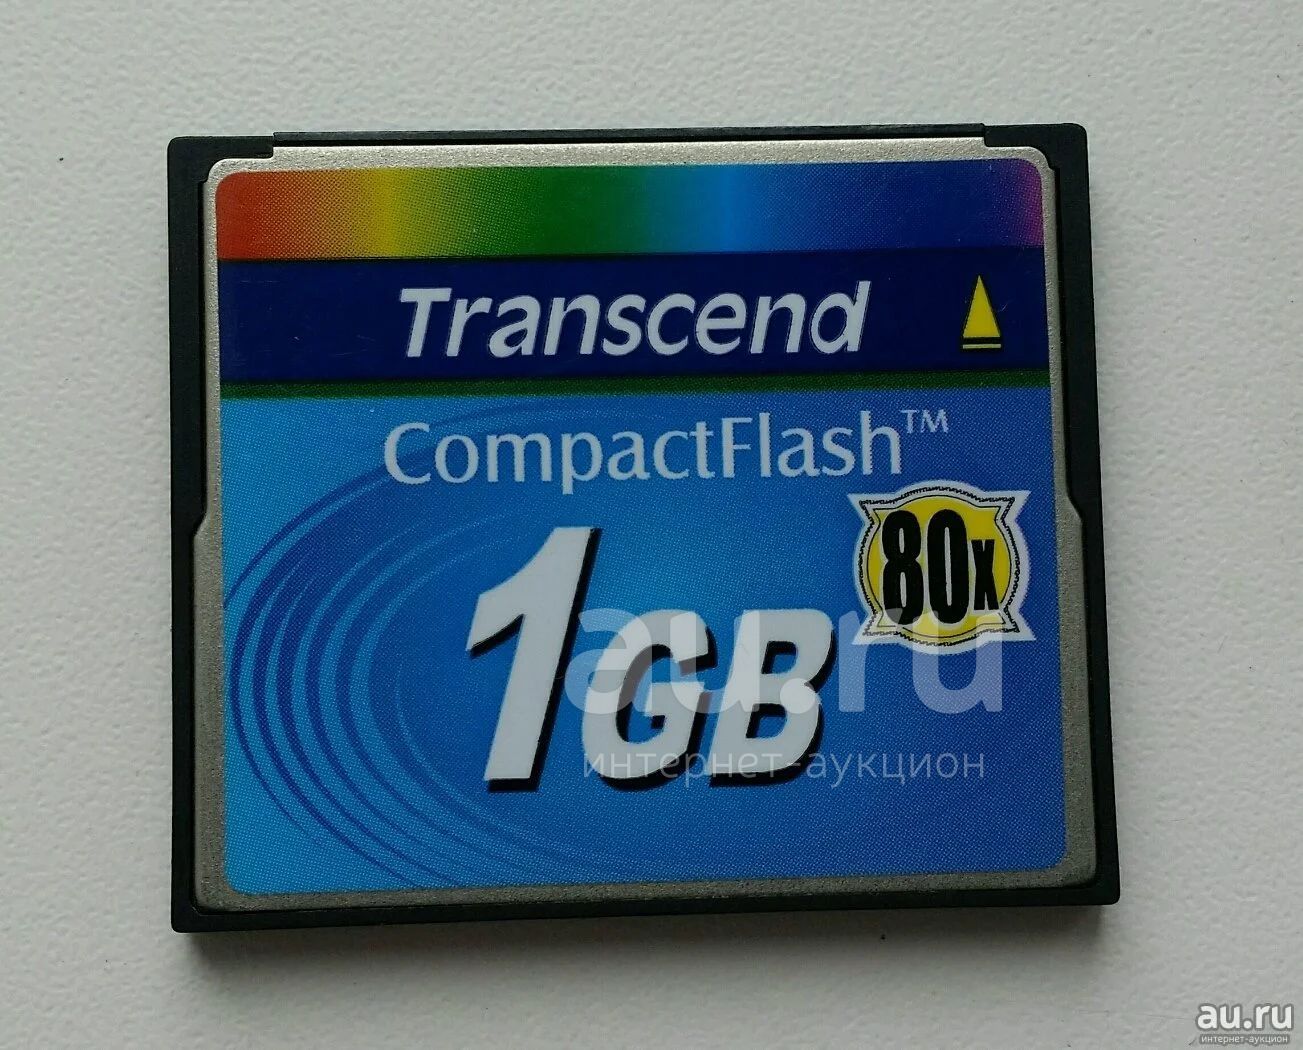 Transcend
CompactFlash™
80x
1GB
au.ru
интернет-аукцион
au.ru
интернет-аукцион